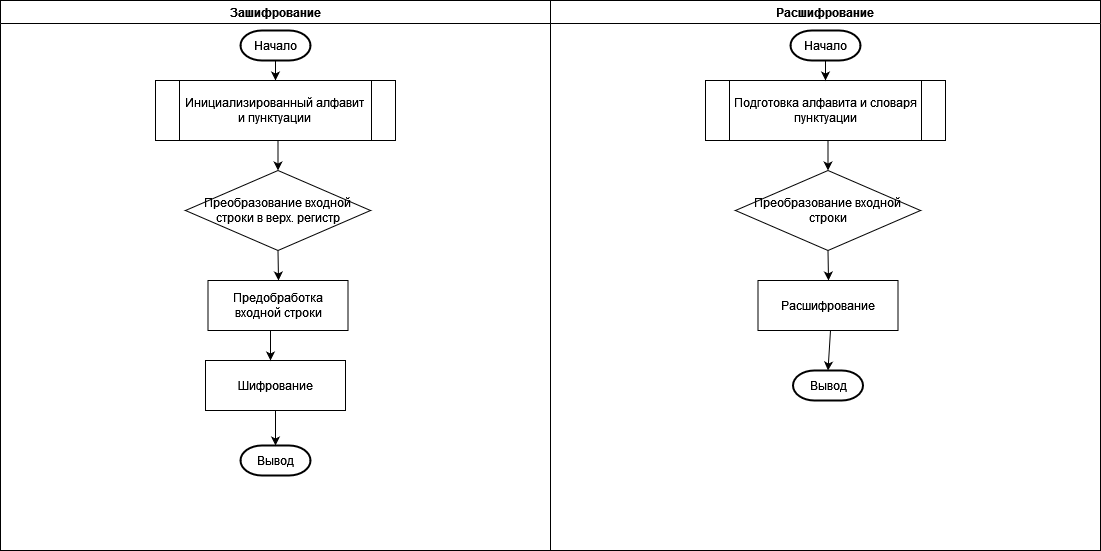 Зашифрование
Расшифрование
Начало
Инициализированный алфавит
и пунктуации
Преобразование входной
строки в верх. регистр
Предобработка
входной строки
Шифрование
Вывод
Начало
Подготовка алфавита и словаря
пунктуации
Преобразование входной
строки
Расшифрование
Вывод